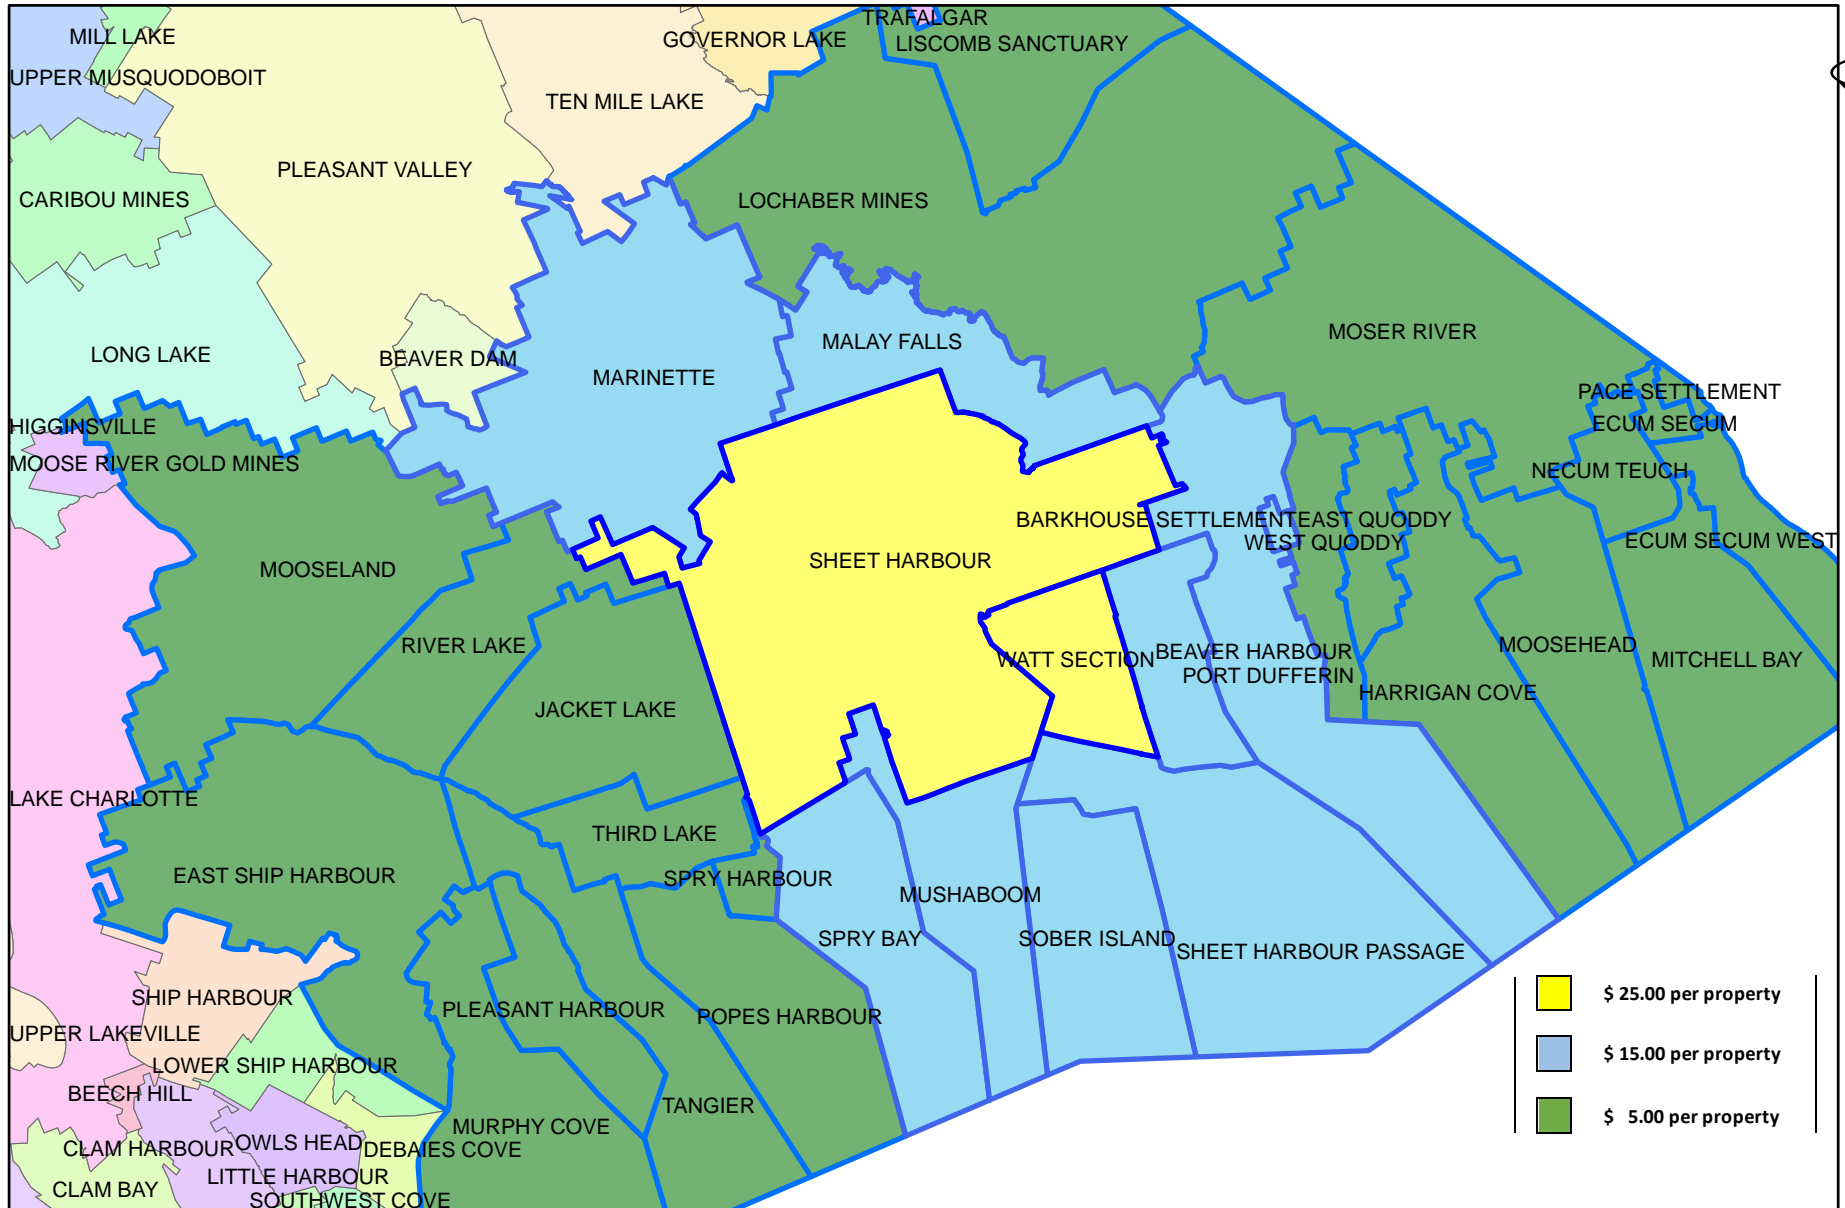 TRAFALGAR
MILL LAKE
GOVERNOR LAKE
LISCOMB SANCTUARY
UPPER MUSQUODOBOIT
TEN MILE LAKE
PLEASANT VALLEY
CARIBOU MINES
LOCHABER MINES
MOSER RIVER
MALAY FALLS
LONG LAKE
BEAVER DAM
MARINETTE
PACE SETTLEMENT
HIGGINSVILLE
ECUM SECUM
MOOSE RIVER GOLD MINES
NECUM TEUCH
BARKHOUSE SETTLEMENT
EAST QUODDY
WEST QUODDY
ECUM SECUM WEST
SHEET HARBOUR
MOOSELAND
RIVER LAKE
WATT SECTION
BEAVER HARBOUR
MOOSEHEAD
MITCHELL BAY
PORT DUFFERIN
HARRIGAN COVE
JACKET LAKE
LAKE CHARLOTTE
THIRD LAKE
EAST SHIP HARBOUR
SPRY HARBOUR
MUSHABOOM
SPRY BAY
SOBER ISLAND
SHEET HARBOUR PASSAGE
SHIP HARBOUR
$ 25.00 per property
PLEASANT HARBOUR
POPES HARBOUR
UPPER LAKEVILLE
$ 15.00 per property
LOWER SHIP HARBOUR
BEECH HILL
TANGIER
$ 5.00 per property
MURPHY COVE
CLAM HARBOUR
OWLS HEAD
DEBAIES COVE
LITTLE HARBOUR
CLAM BAY
SOUTHWEST COVE